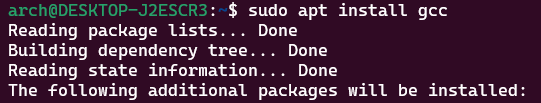 arch@DESKTOP-J2ESCR3:~$ sudo apt install gcc
Reading package lists... Done
Building dependency tree... Done
Reading state information... Done
The following additional packages will be installed: